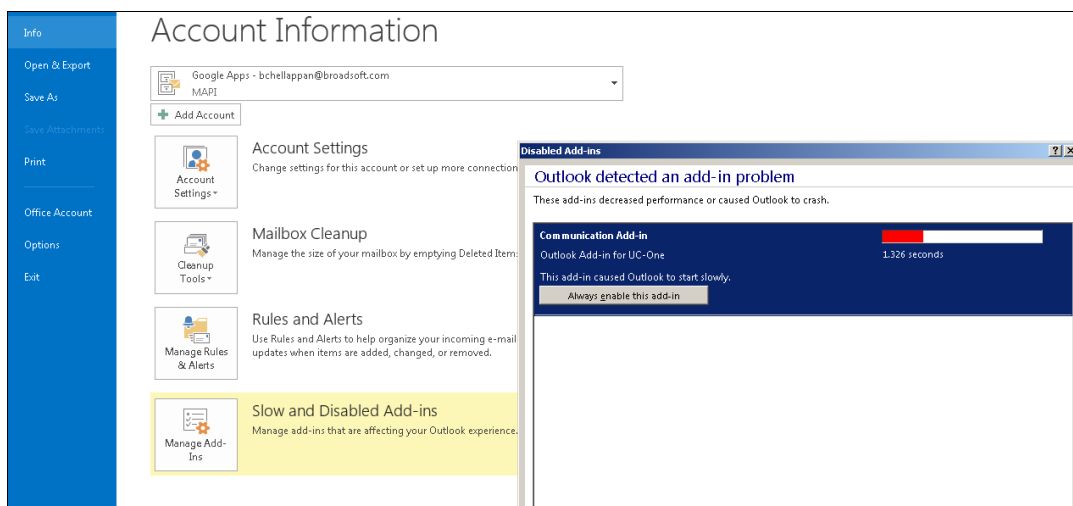 Info
Open & Export
Save As
Save Attachments
Print
Office Account
Options
Exit
Account Information
Google Apps - bchellappan@broadsoft.com
MAPI
Add Account
Account Settings
Account Settings
Change settings for this account or set up more connection
Mailbox Cleanup
Cleanup Tools
Manage the size of your mailbox by emptying Deleted Item
Rules and Alerts
Manage Rules & Alerts
Use Rules and Alerts to help organize your incoming e-mail
updates when items are added, changed, or removed.
Slow and Disabled Add-ins
Manage Add-Ins
Manage add-ins that are affecting your Outlook experience.
Disabled Add-ins
Outlook detected an add-in problem
These add-ins decreased performance or caused Outlook to crash.
Communication Add-in
Outlook Add-in for UC-One
1.326 seconds
This add-in caused Outlook to start slowly.
Always enable this add-in